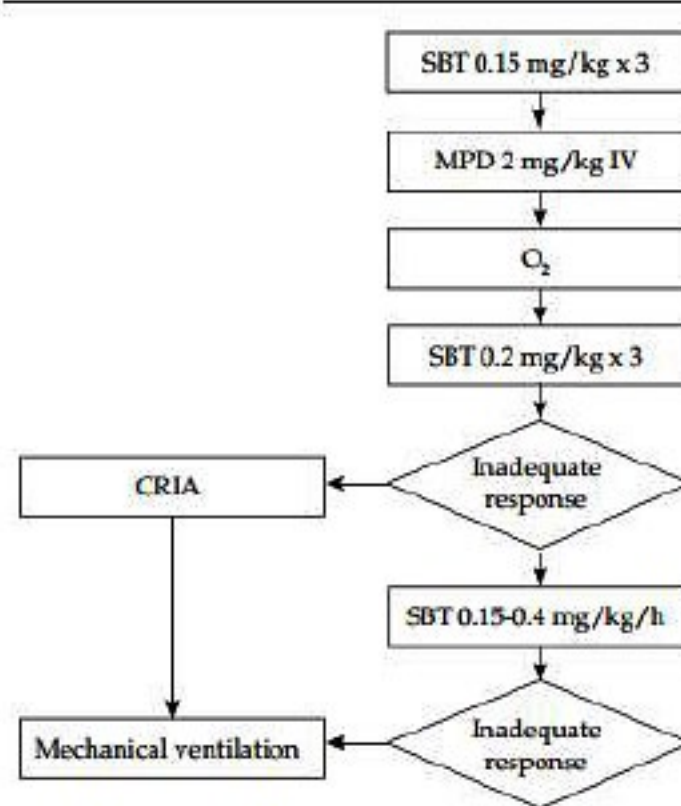 SBT 0.15 mg/kg x 3
MPD 2 mg/kg IV
O₂
SBT 0.2 mg/kg x 3
Inadequate
response
CRIA
SBT 0.15-0.4 mg/kg/h
Inadequate
response
Mechanical ventilation